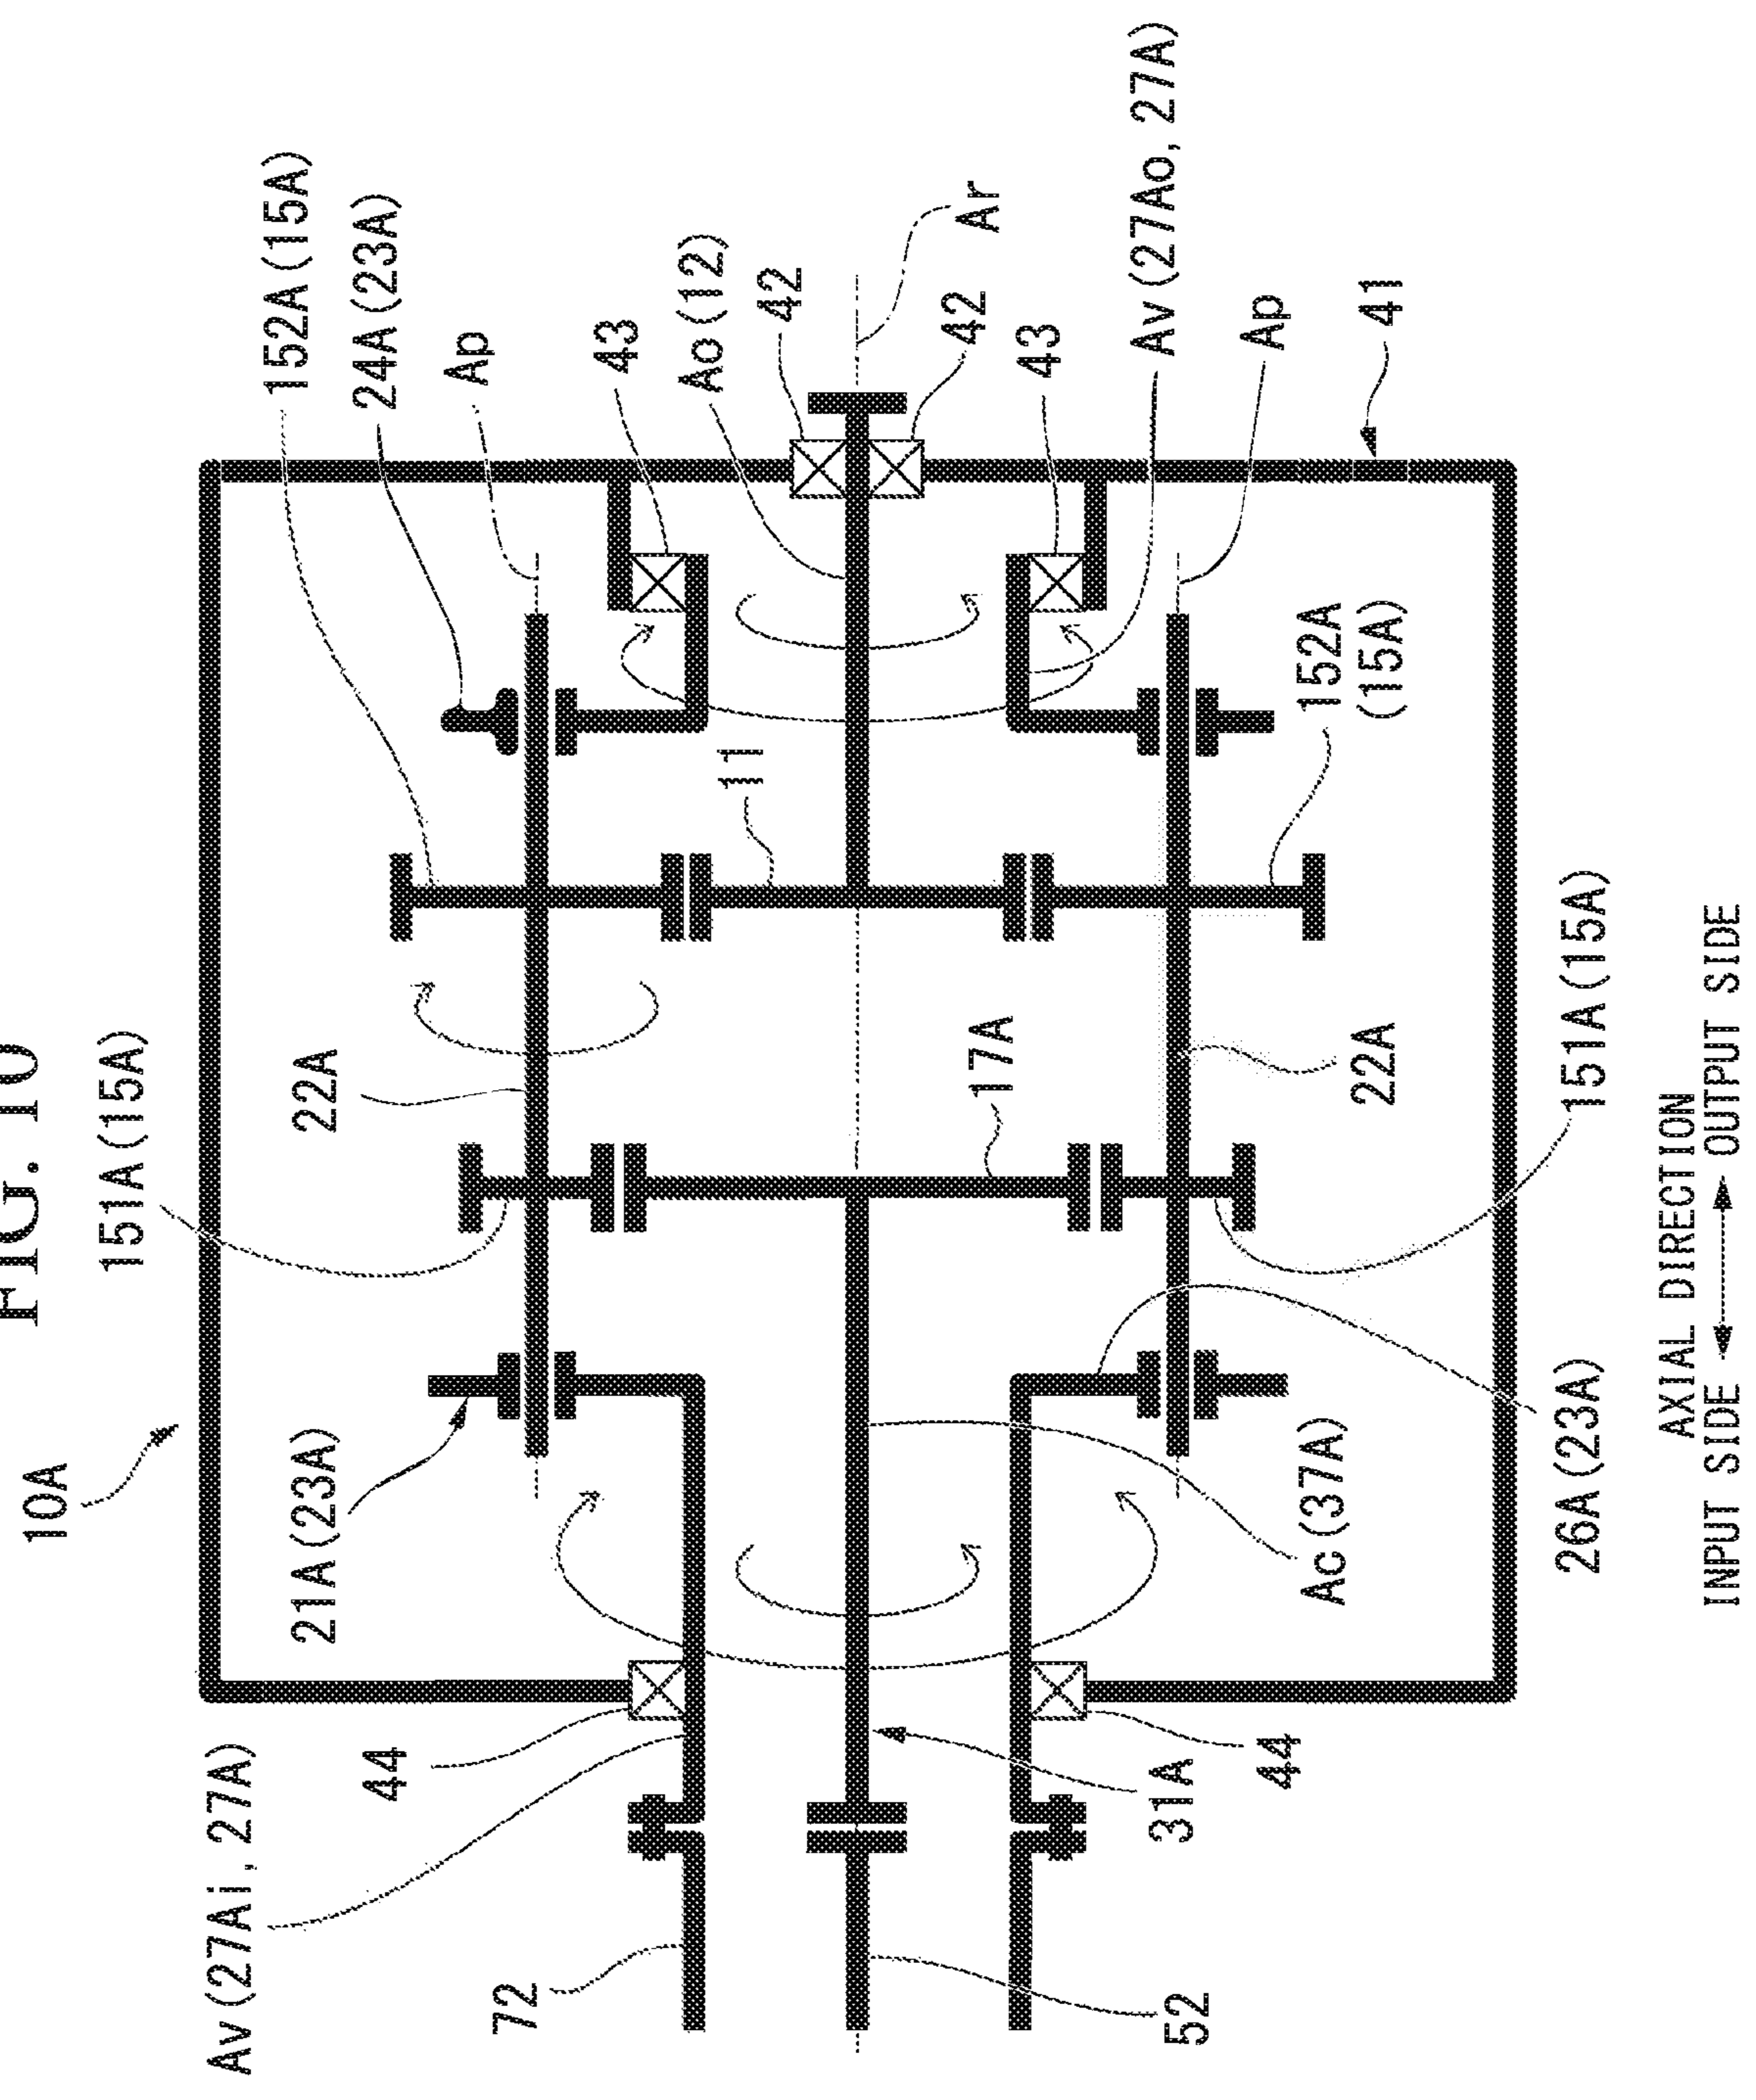 FIG. 10
10A
151A(15A)
Av(27Ai, 27A)
21A(23A)
22A
152A(15A)
24A(23A)
Ap
44
72
43
Ao(12)
11
42
Ar
42
17A
43
Av(27Ao, 27A)
31A
52
44
Ac(37A)
22A
152A
(15A)
Ap
41
26A(23A)
151A(15A)
AXIAL DIRECTION
INPUT SIDE
OUTPUT SIDE